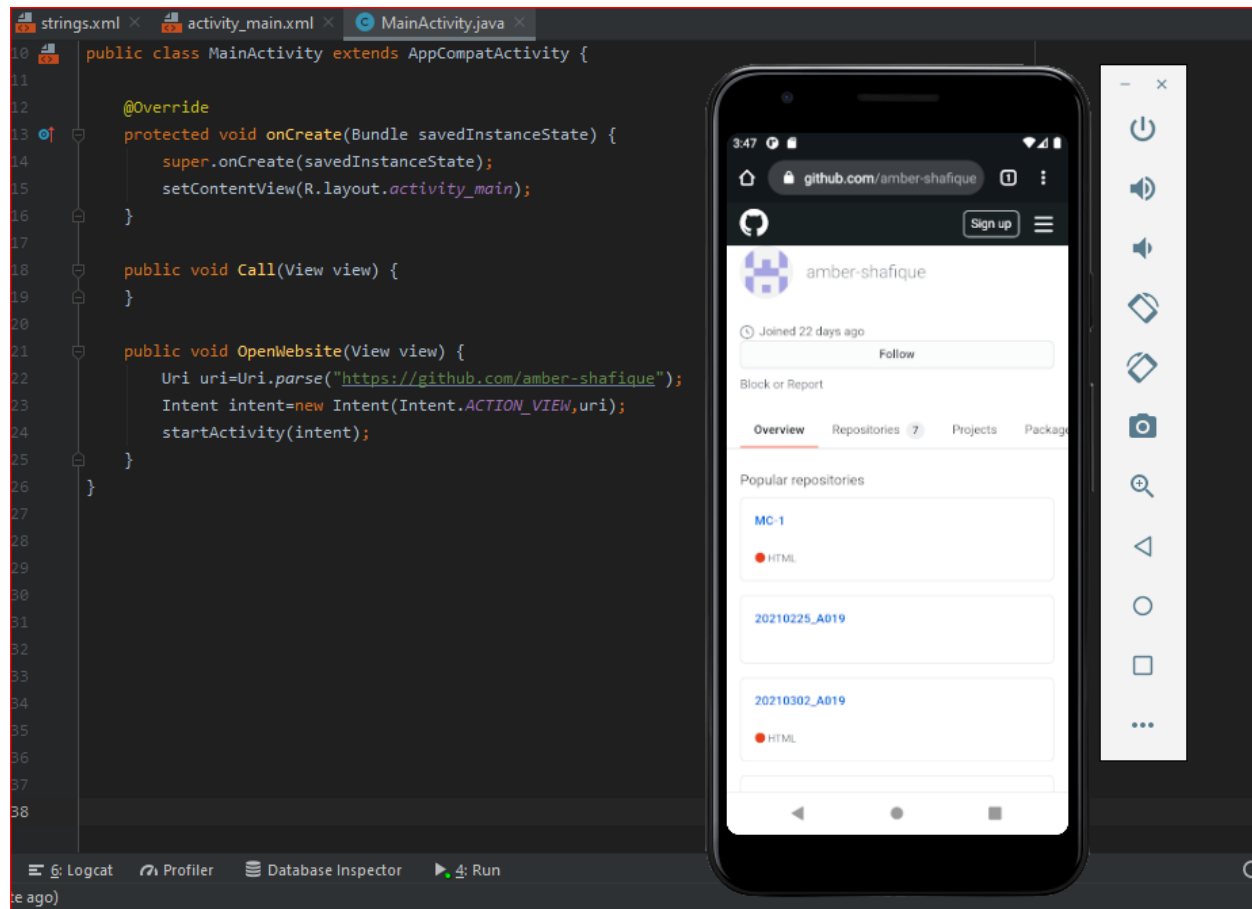 strings.xml activity_main.xml MainActivity.java
10 public class MainActivity extends AppCompatActivity {
11
12 @Override
13 protected void onCreate(Bundle savedInstanceState) {
14 super.onCreate(savedInstanceState);
15 setContentView(R.layout.activity_main);
16 }
17
18 public void Call(View view) {
19 }
20
21 public void OpenWebsite(View view) {
22 Uri uri=Uri.parse("https://github.com/amber-shafique");
23 Intent intent=new Intent(Intent.ACTION_VIEW,uri);
24 startActivity(intent);
25 }
26 }
27
28
29
30
31
32
33
34
35
36
37
38
3:47
github.com/amber-shafique 1
Sign up
amber-shafique
Joined 22 days ago
Follow
Block or Report
Overview Repositories 7 Projects Package
Popular repositories
MC-1
HTML
20210225_A019
20210302_A019
HTML
6: Logcat Profiler Database Inspector 4: Run
te ago)